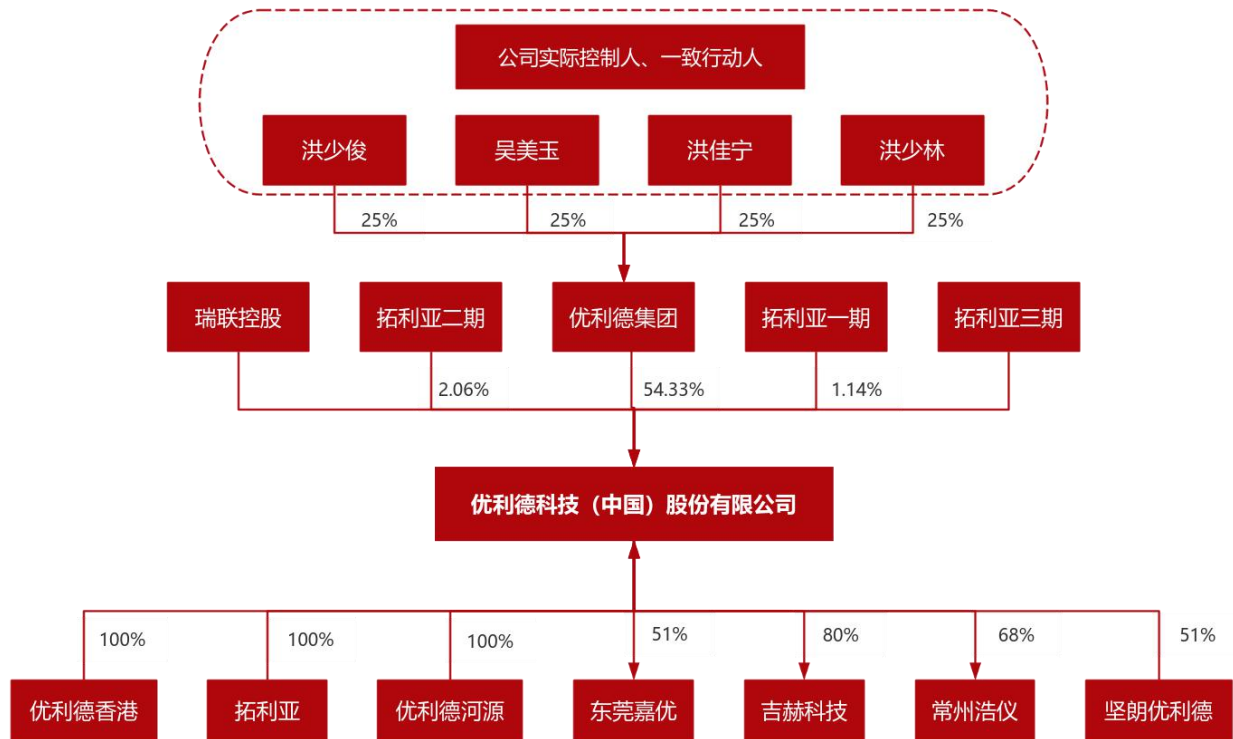 公司实际控制人、一致行动人
洪少俊
吴美玉
洪佳宁
洪少林
25%
25%
25%
25%
瑞联控股
拓利亚二期
优利德集团
拓利亚一期
拓利亚三期
2.06%
54.33%
1.14%
优利德科技（中国）股份有限公司
100%
100%
100%
51%
80%
68%
51%
优利德香港
拓利亚
优利德河源
东莞嘉优
吉赫科技
常州浩仪
坚朗优利德